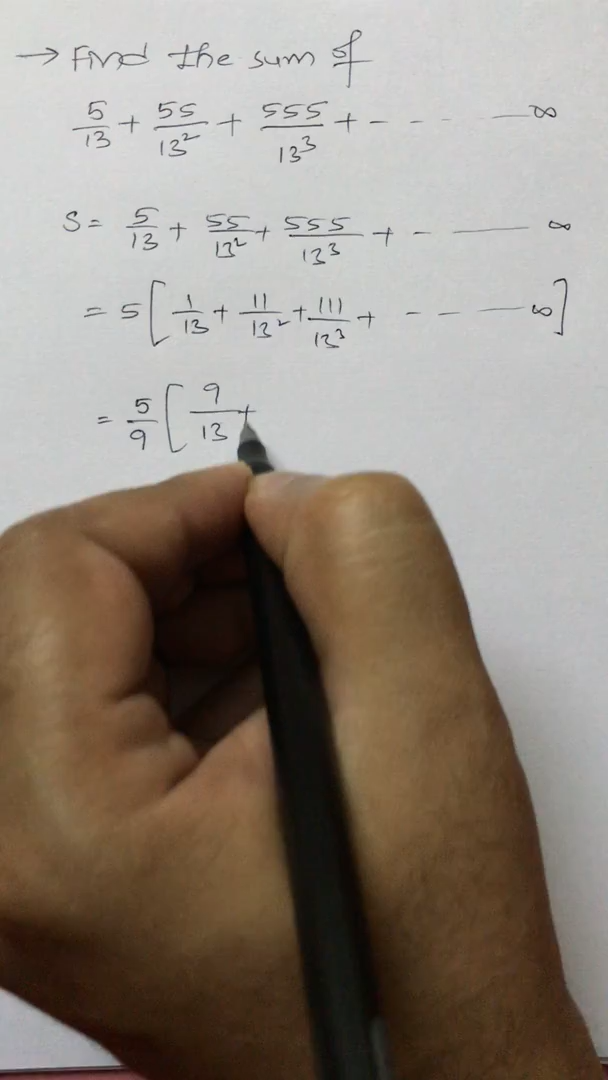 → Find the sum of
5/13 + 55/13² + 555/13³ + - - - — ∞
S = 5/13 + 55/13² + 555/13³ + - — ∞
= 5 [ 1/13 + 11/13² + 111/13³ + - - - — ∞ ]
= 5/9 [ 9/13 +